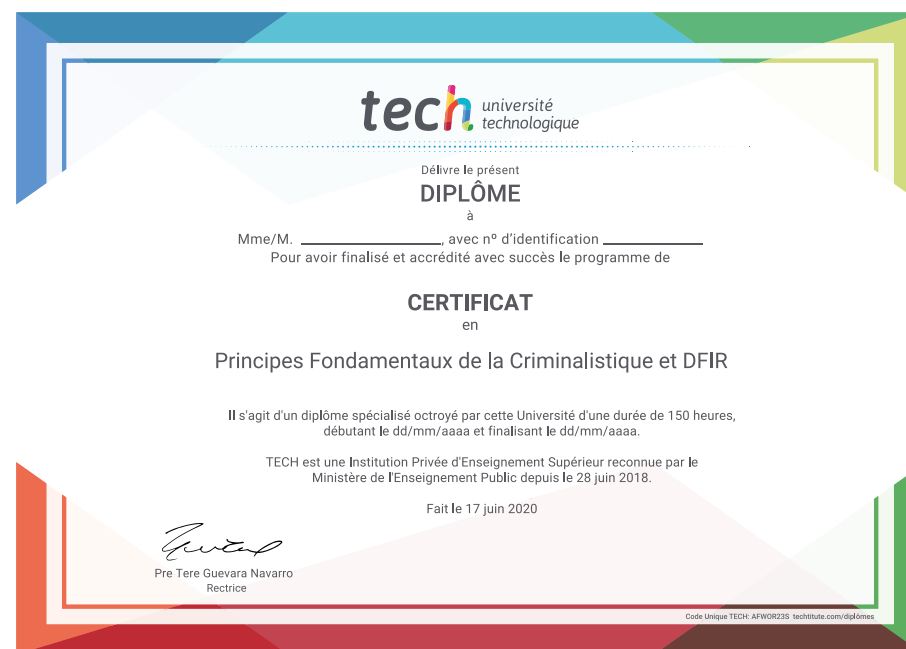 tech université
technologique
Délivre le présent
DIPLÔME
à
Mme/M. ____________________, avec nº d'identification ______________
Pour avoir finalisé et accrédité avec succès le programme de
CERTIFICAT
en
Principes Fondamentaux de la Criminalistique et DFIR
Il s'agit d'un diplôme spécialisé octroyé par cette Université d'une durée de 150 heures,
débutant le dd/mm/aaaa et finalisant le dd/mm/aaaa.
TECH est une Institution Privée d'Enseignement Supérieur reconnue par le
Ministère de l'Enseignement Public depuis le 28 juin 2018.
Fait le 17 juin 2020
Pre Tere Guevara Navarro
Rectrice
Code Unique TECH: AFWOR23S techtitute.com/diplômes